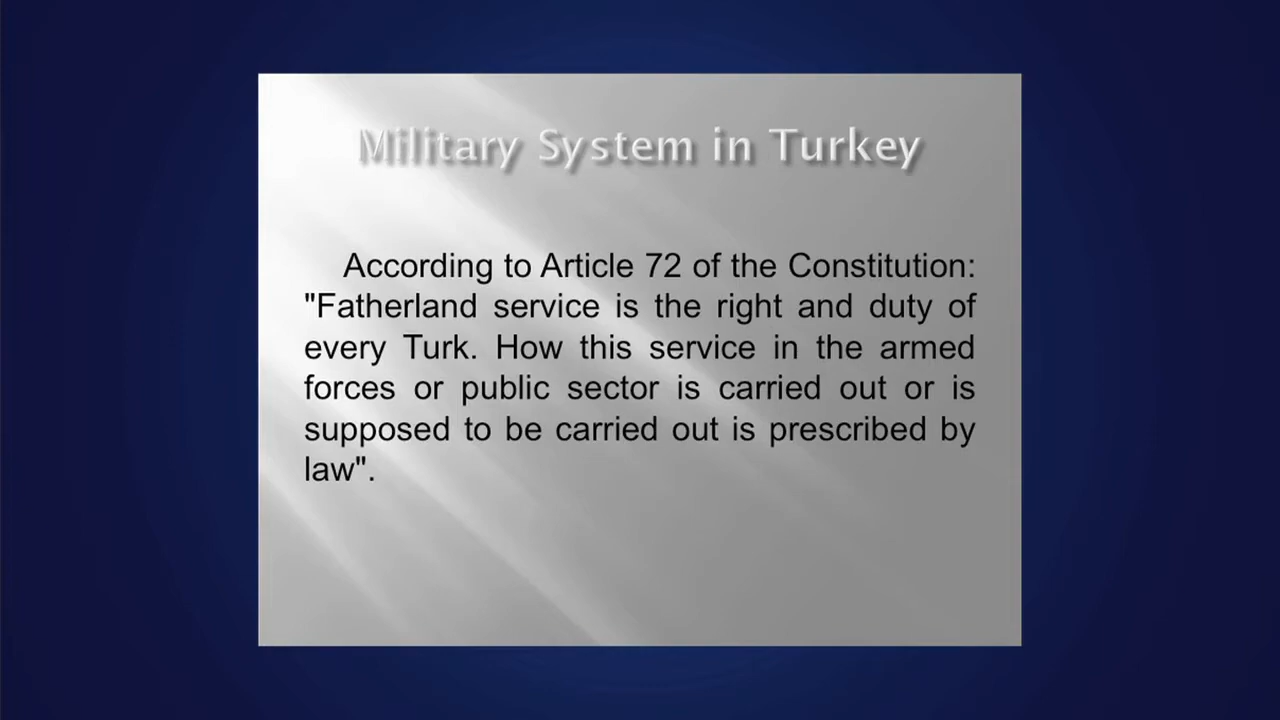 Military System in Turkey
According to Article 72 of the Constitution:
"Fatherland service is the right and duty of
every Turk. How this service in the armed
forces or public sector is carried out or is
supposed to be carried out is prescribed by
law".